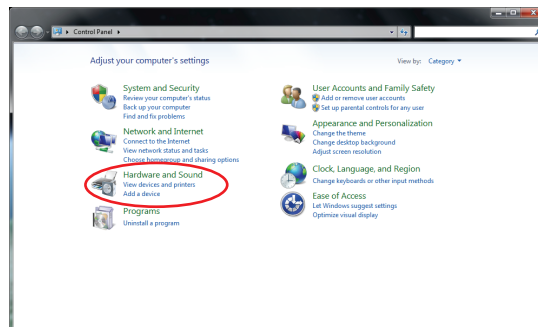 Control Panel
Adjust your computer's settings
View by: Category
System and Security
Review your computer's status
Back up your computer
Find and fix problems
Network and Internet
Connect to the Internet
View network status and tasks
Choose homegroup and sharing options
Hardware and Sound
View devices and printers
Add a device
Programs
Uninstall a program
User Accounts and Family Safety
Add or remove user accounts
Set up parental controls for any user
Appearance and Personalization
Change the theme
Change desktop background
Adjust screen resolution
Clock, Language, and Region
Change keyboards or other input methods
Ease of Access
Let Windows suggest settings
Optimize visual display